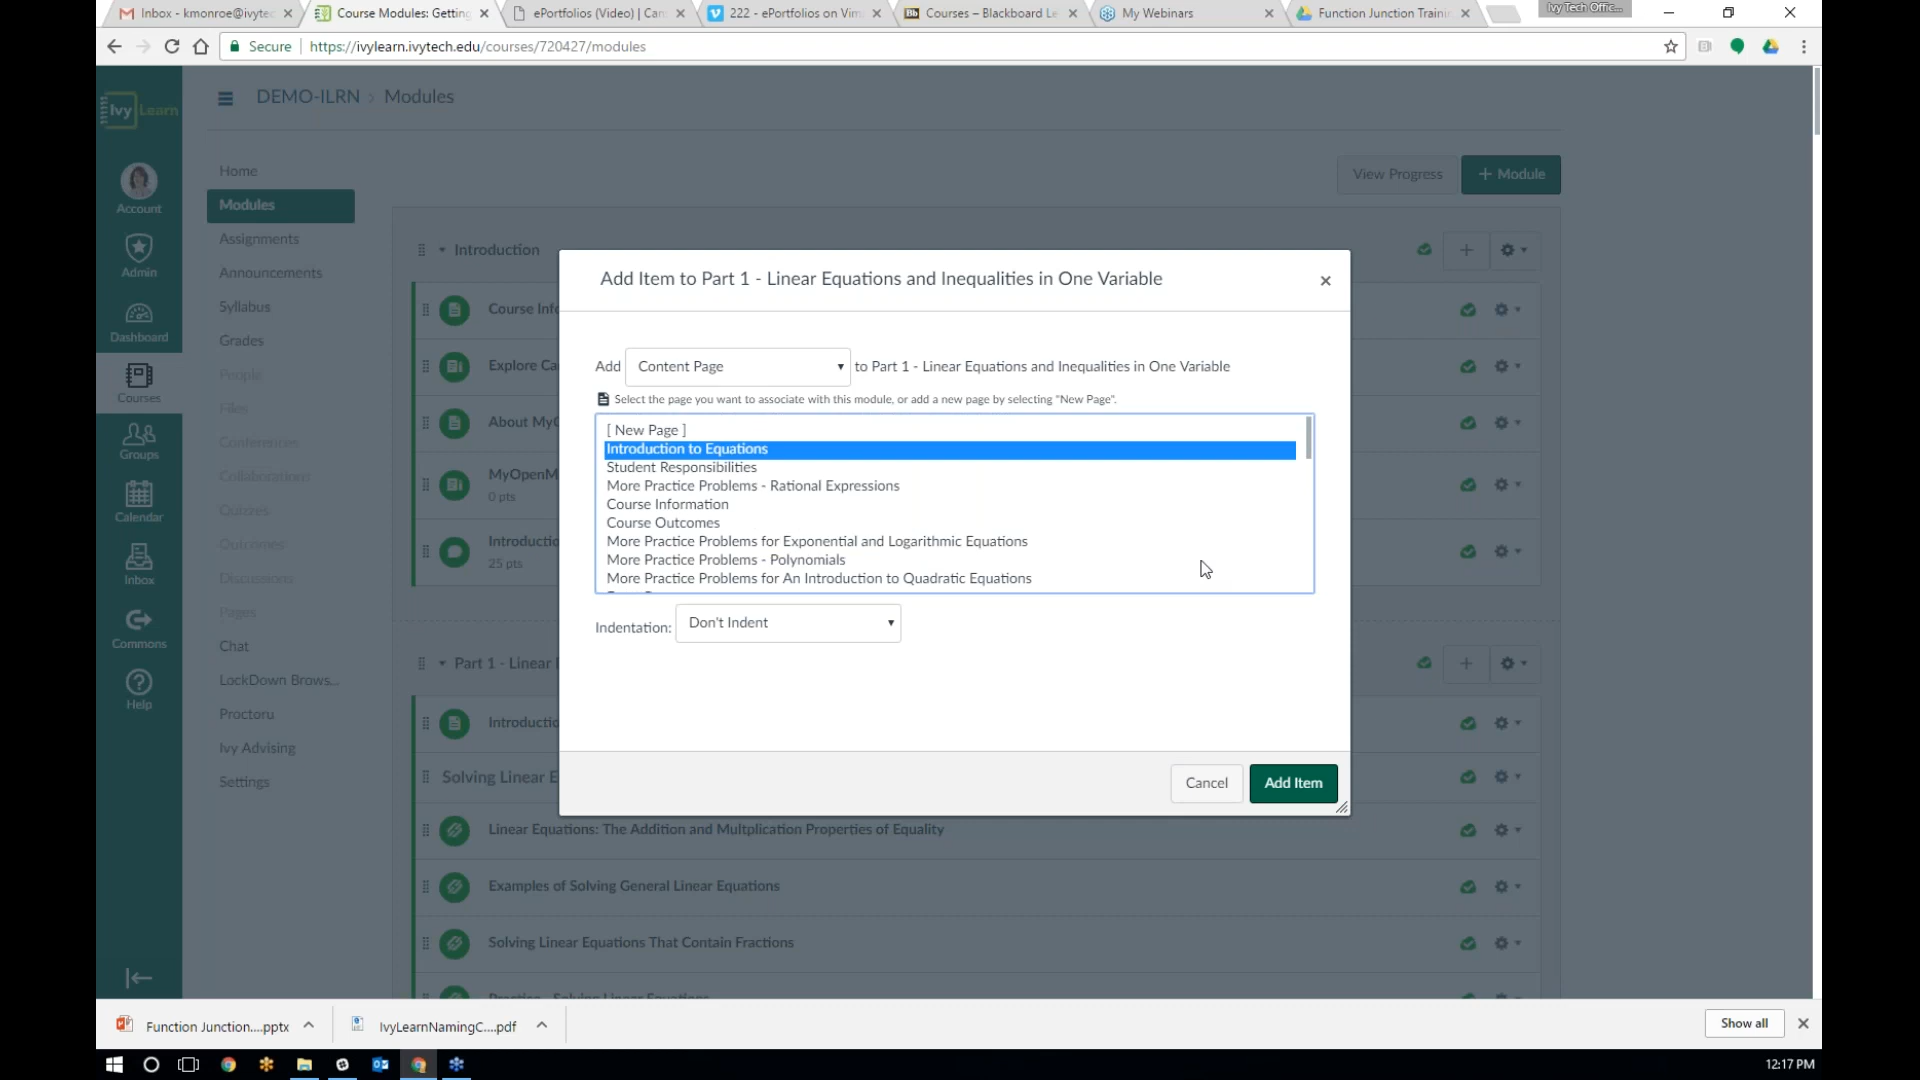 Inbox - kmonroe@ivytec
Course Modules: Getting
ePortfolios (Video) | Can
222 - ePortfolios on Vim
Courses – Blackboard Le
My Webinars
Function Junction Traini
Ivy Tech Offic...
Secure
https://ivylearn.ivytech.edu/courses/720427/modules
Ivy Learn
DEMO-ILRN › Modules
Account
Admin
Dashboard
Courses
Groups
Calendar
Inbox
Commons
Help
Home
Modules
Assignments
Announcements
Syllabus
Grades
People
Files
Conferences
Collaborations
Quizzes
Outcomes
Discussions
Pages
Chat
LockDown Brows...
Proctoru
Ivy Advising
Settings
View Progress
+ Module
Introduction
Course Info
Explore Ca
About MyO
MyOpenM
0 pts
Introductio
25 pts
Add Item to Part 1 - Linear Equations and Inequalities in One Variable
Add Content Page to Part 1 - Linear Equations and Inequalities in One Variable
Select the page you want to associate with this module, or add a new page by selecting "New Page".
[ New Page ]
Introduction to Equations
Student Responsibilities
More Practice Problems - Rational Expressions
Course Information
Course Outcomes
More Practice Problems for Exponential and Logarithmic Equations
More Practice Problems - Polynomials
More Practice Problems for An Introduction to Quadratic Equations
Indentation: Don't Indent
Cancel
Add Item
Part 1 - Linear
Introductio
Solving Linear E
Linear Equations: The Addition and Multplication Properties of Equality
Examples of Solving General Linear Equations
Solving Linear Equations That Contain Fractions
Practice - Solving Linear Equations
Function Junction....pptx
IvyLearnNamingC....pdf
Show all
12:17 PM